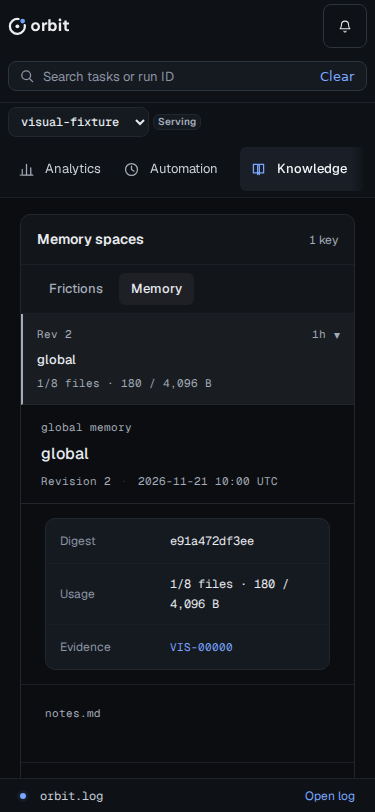 orbit
Search tasks or run ID Clear
visual-fixture Serving
Analytics Automation Knowledge
Memory spaces 1 key
Frictions Memory
Rev 2 1h ▼
global
1/8 files · 180 / 4,096 B
global memory
global
Revision 2 · 2026-11-21 10:00 UTC
Digest e91a472df3ee
Usage 1/8 files · 180 /
4,096 B
Evidence VIS-00000
notes.md
orbit.log Open log